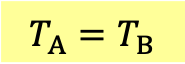 T_A = T_B